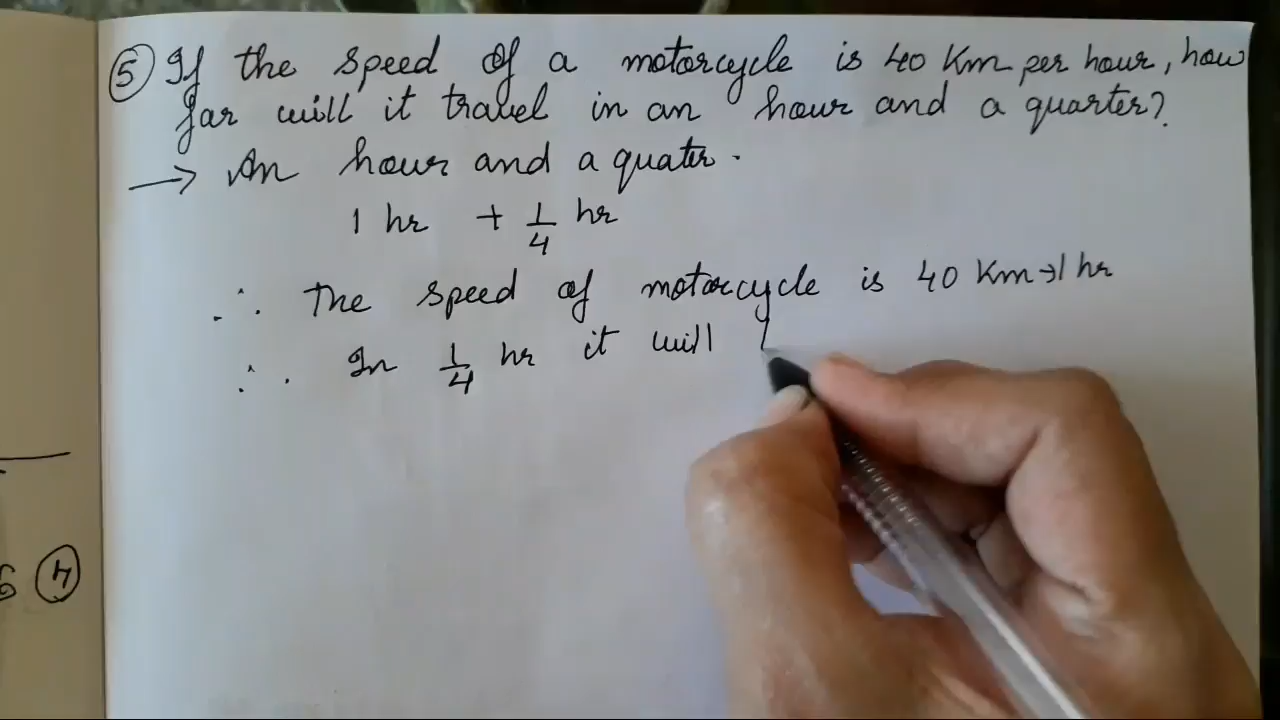 ⑤ If the speed of a motorcycle is 40 Km per hour, how
far will it travel in an hour and a quarter?
→ An hour and a quater.
1 hr + 1/4 hr
∴ The speed of motorcycle is 40 Km→1 hr
∴ In 1/4 hr it will